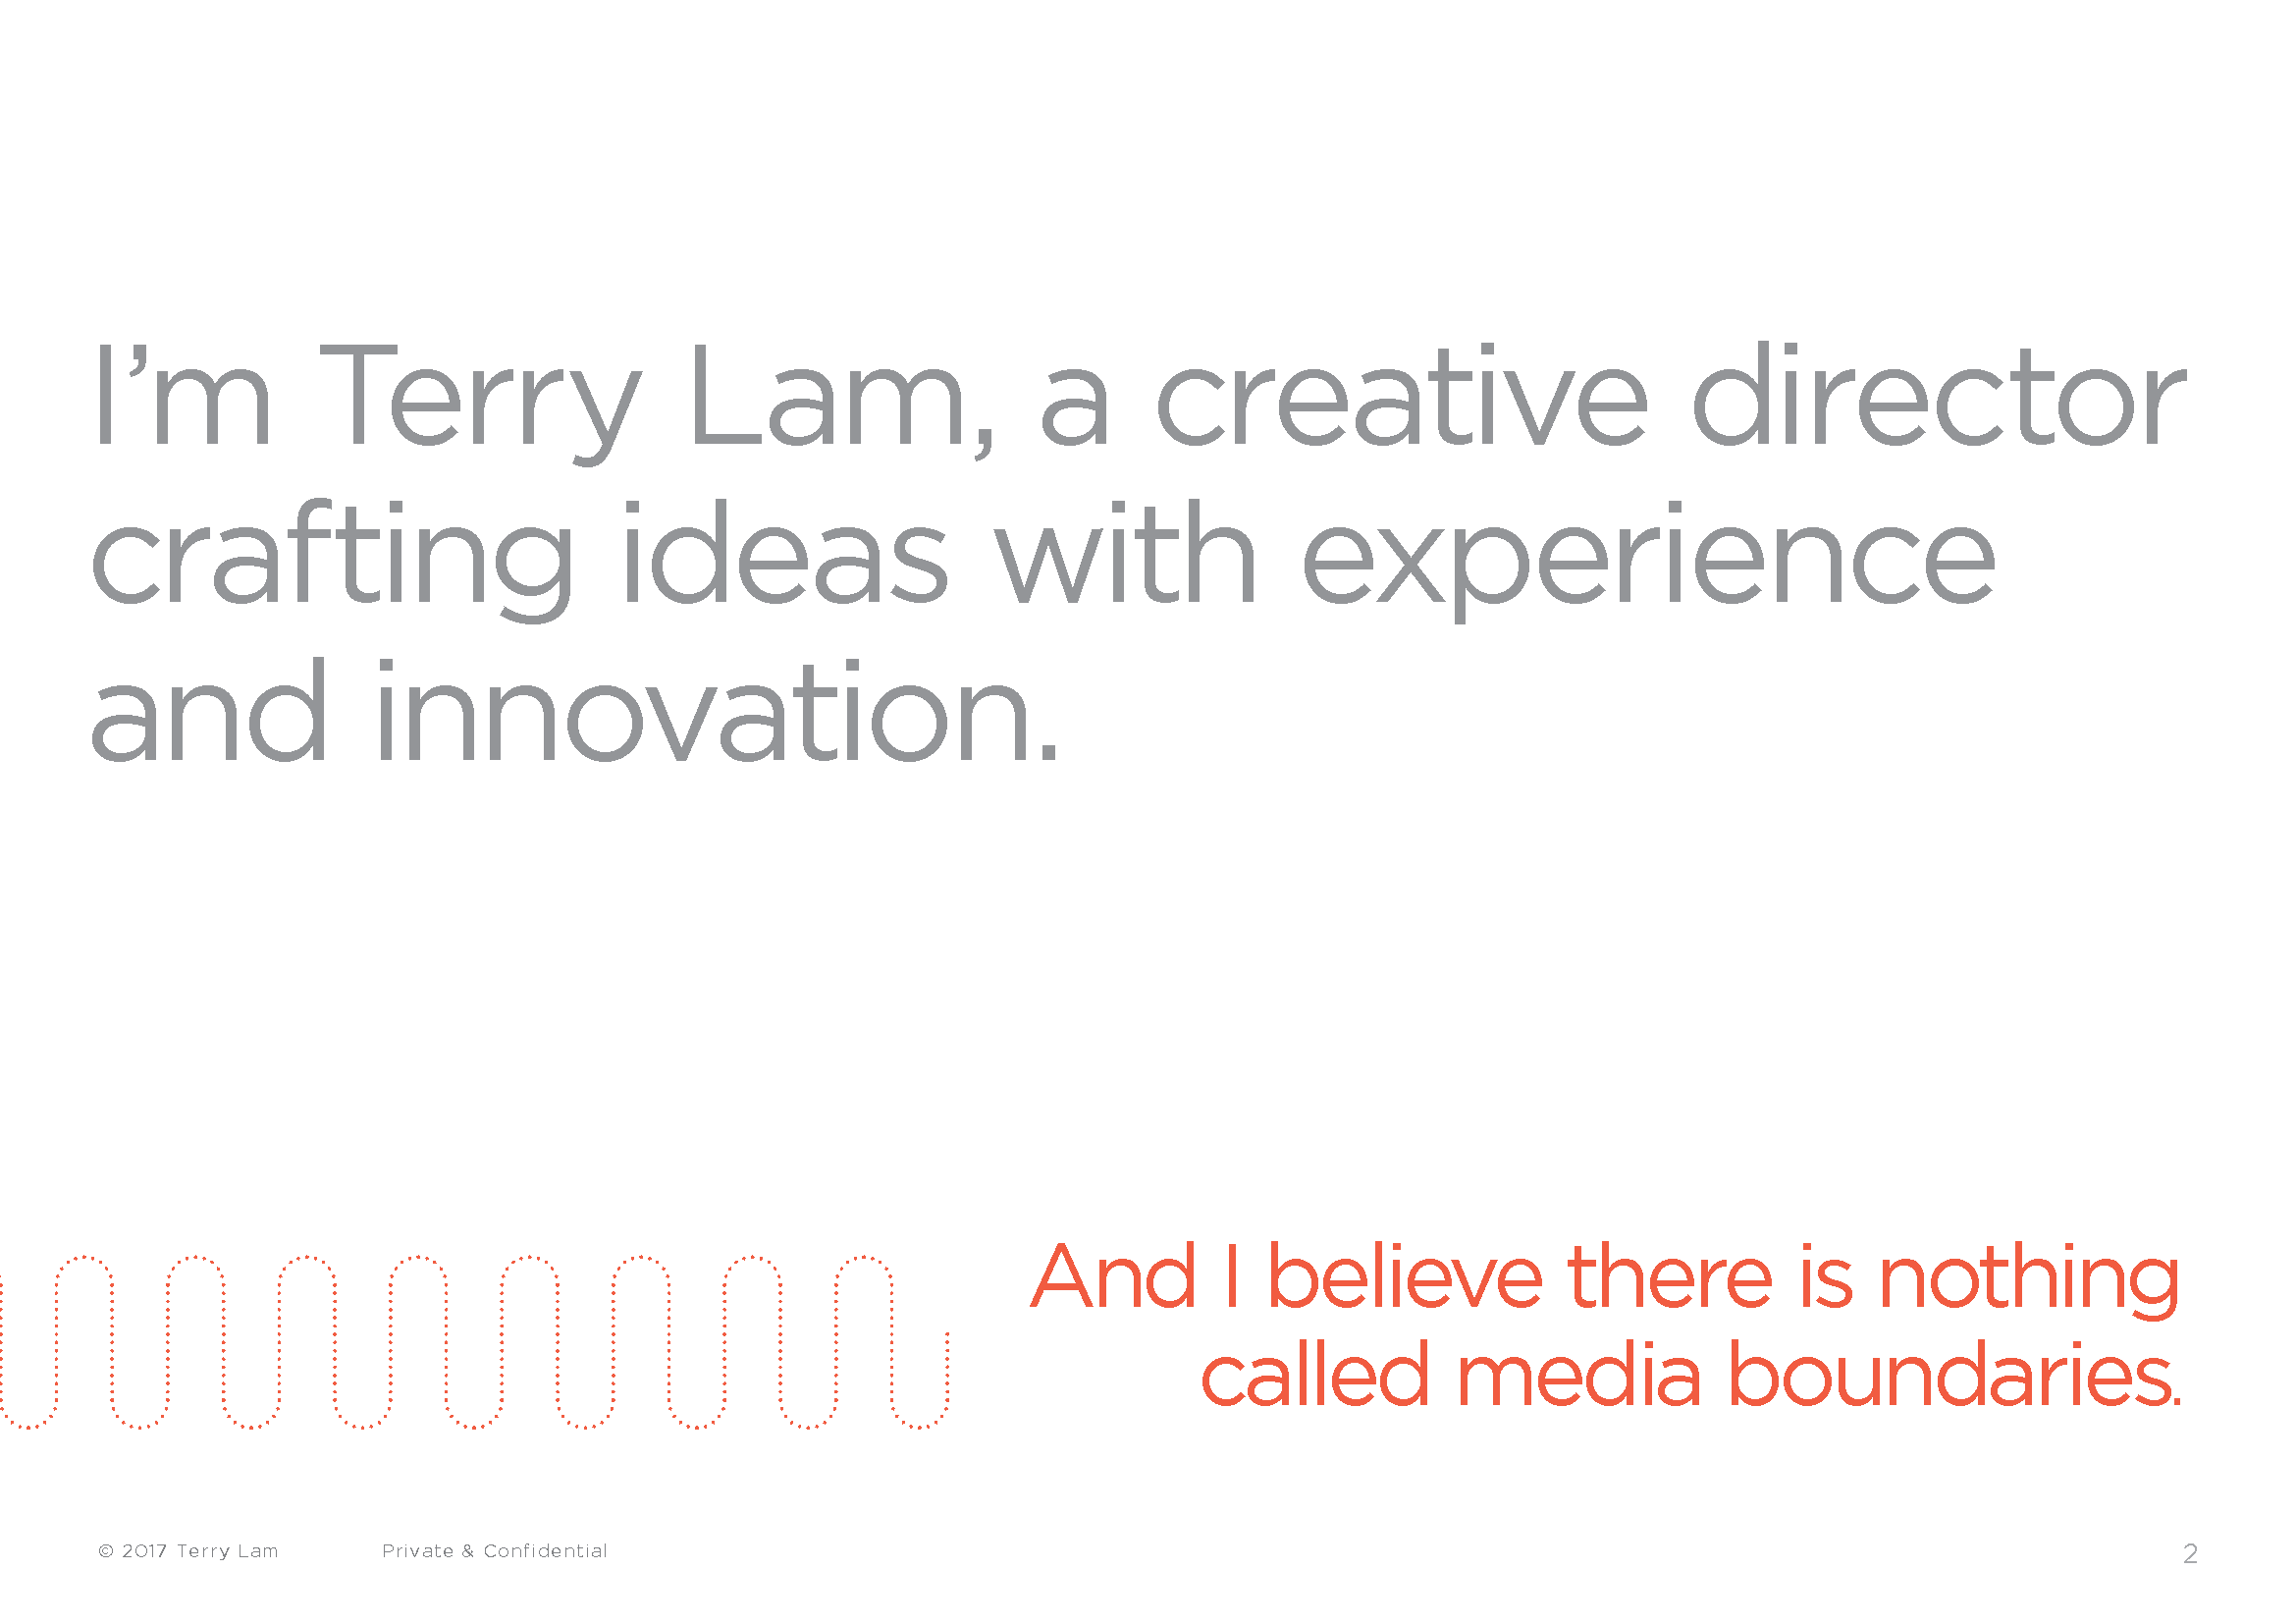 I’m Terry Lam, a creative director
crafting ideas with experience
and innovation.
And I believe there is nothing
called media boundaries.
© 2017 Terry Lam
Private & Confidential
2